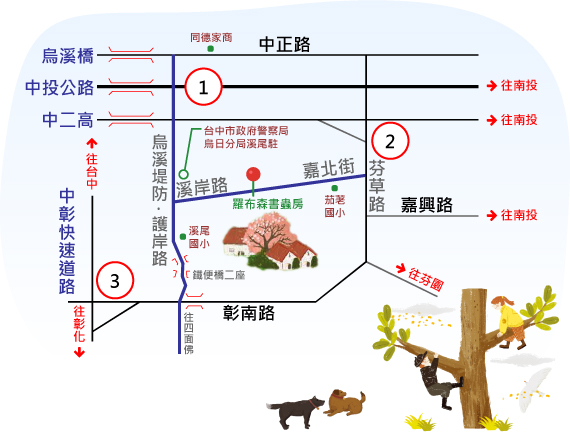 同德家商
中正路
烏溪橋
中投公路
1
往南投
中二高
往南投
台中市政府警察局
烏日分局溪尾駐
2
往台中
烏溪堤防·護岸路
嘉北街
芬草路
溪岸路
羅布森書蟲房
茄荖
國小
中彰快速道路
嘉興路
往南投
溪尾
國小
鐵便橋二座
3
往芬園
往彰化
彰南路
往四面佛